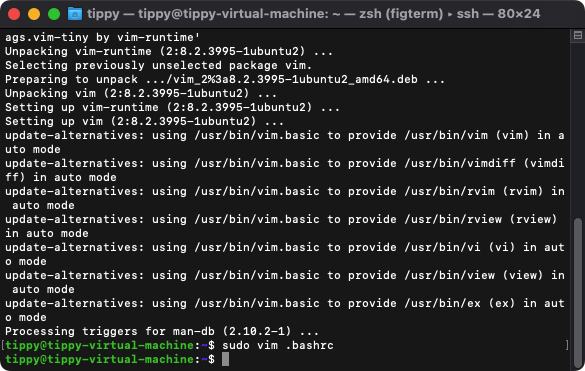 tippy — tippy@tippy-virtual-machine: ~ — zsh (figterm) ▸ ssh — 80×24
ags.vim-tiny by vim-runtime'
Unpacking vim-runtime (2:8.2.3995-1ubuntu2) ...
Selecting previously unselected package vim.
Preparing to unpack .../vim_2%3a8.2.3995-1ubuntu2_amd64.deb ...
Unpacking vim (2:8.2.3995-1ubuntu2) ...
Setting up vim-runtime (2:8.2.3995-1ubuntu2) ...
Setting up vim (2:8.2.3995-1ubuntu2) ...
update-alternatives: using /usr/bin/vim.basic to provide /usr/bin/vim (vim) in a
uto mode
update-alternatives: using /usr/bin/vim.basic to provide /usr/bin/vimdiff (vimdi
ff) in auto mode
update-alternatives: using /usr/bin/vim.basic to provide /usr/bin/rvim (rvim) in
 auto mode
update-alternatives: using /usr/bin/vim.basic to provide /usr/bin/rview (rview)
in auto mode
update-alternatives: using /usr/bin/vim.basic to provide /usr/bin/vi (vi) in aut
o mode
update-alternatives: using /usr/bin/vim.basic to provide /usr/bin/view (view) in
 auto mode
update-alternatives: using /usr/bin/vim.basic to provide /usr/bin/ex (ex) in aut
o mode
Processing triggers for man-db (2.10.2-1) ...
[tippy@tippy-virtual-machine:~$ sudo vim .bashrc ]
tippy@tippy-virtual-machine:~$